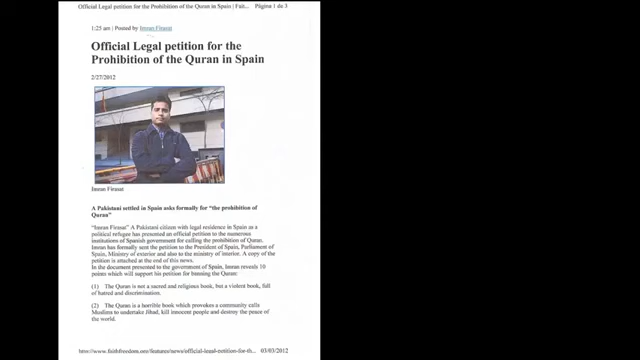 Official Legal petition for the Prohibition of the Quran in Spain | Fait... Página 1 de 3
1:25 am | Posted by Imran Firasat
Official Legal petition for the
Prohibition of the Quran in Spain
2/27/2012
Imran Firasat
A Pakistani settled in Spain asks formally for "the prohibition of
Quran"
"Imran Firasat" A Pakistani citizen with legal residence in Spain as
a political refugee has presented an official petition to the numerous
institutions of Spanish government for calling the prohibition of Quran.
Imran has formally sent the petition to the President of Spain, Parliament of
Spain, Ministry of exterior and also to the ministry of interior. A copy of the
petition is attached at the end of this news.
In the document presented to the government of Spain, Imran reveals 10
points which will support his petition for banning the Quran:
(1) The Quran is not a sacred and religious book, but a violent book, full
of hatred and discrimination.
(2) The Quran is a horrible book which provokes a community calls
Muslims to undertake Jihad, kill innocent people and destroy the peace of
the world.
http://www.faithfreedom.org/features/news/official-legal-petition-for-th... 03/03/2012